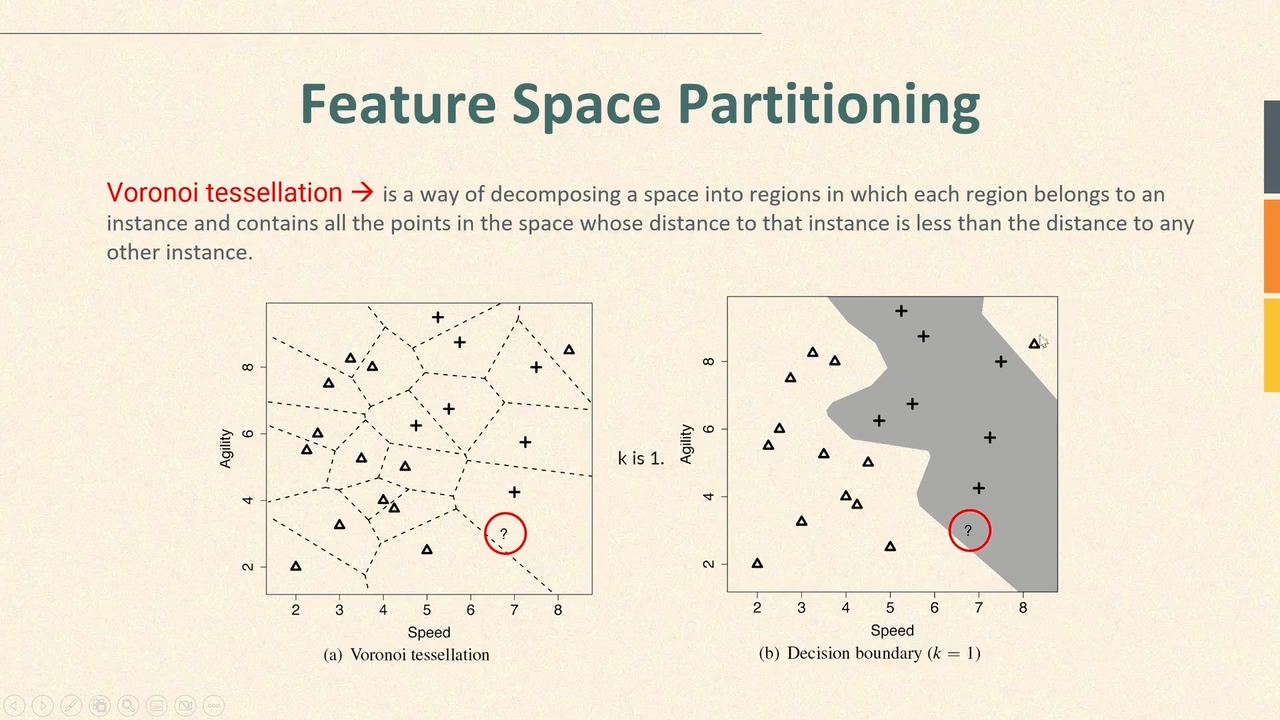 Feature Space Partitioning
Voronoi tessellation → is a way of decomposing a space into regions in which each region belongs to an
instance and contains all the points in the space whose distance to that instance is less than the distance to any
other instance.
8
6
4
2
Agility
?
2 3 4 5 6 7 8
Speed
(a) Voronoi tessellation
k is 1.
8
6
4
2
Agility
?
2 3 4 5 6 7 8
Speed
(b) Decision boundary (k = 1)